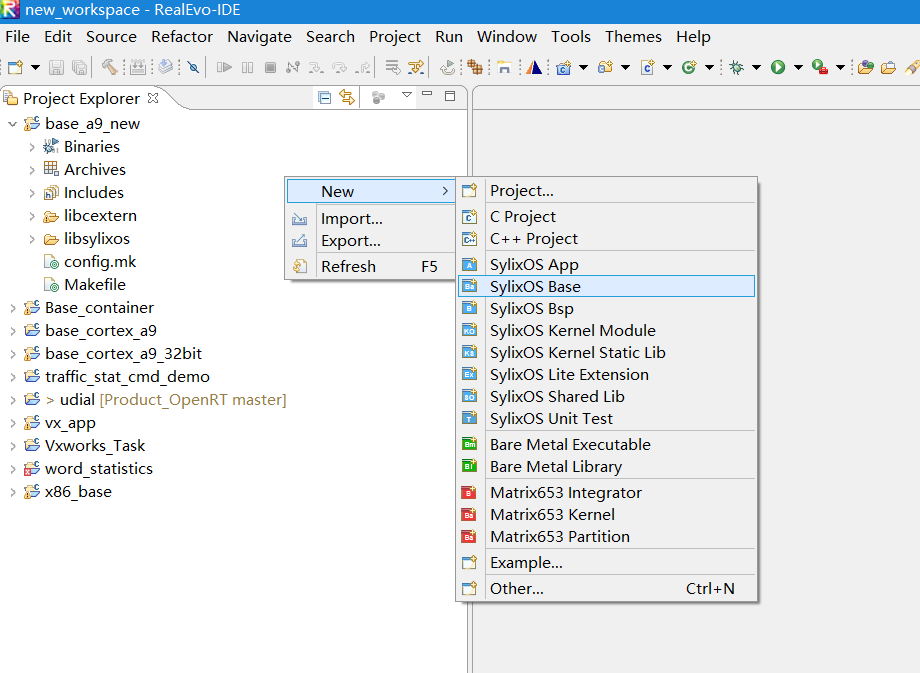 new_workspace - RealEvo-IDE
File Edit Source Refactor Navigate Search Project Run Window Tools Themes Help
Project Explorer
base_a9_new
Binaries
Archives
Includes
libcextern
libsylixos
config.mk
Makefile
Base_container
base_cortex_a9
base_cortex_a9_32bit
traffic_stat_cmd_demo
> udial [Product_OpenRT master]
vx_app
Vxworks_Task
word_statistics
x86_base
New
Import...
Export...
Refresh F5
Project...
C Project
C++ Project
SylixOS App
SylixOS Base
SylixOS Bsp
SylixOS Kernel Module
SylixOS Kernel Static Lib
SylixOS Lite Extension
SylixOS Shared Lib
SylixOS Unit Test
Bare Metal Executable
Bare Metal Library
Matrix653 Integrator
Matrix653 Kernel
Matrix653 Partition
Example...
Other... Ctrl+N